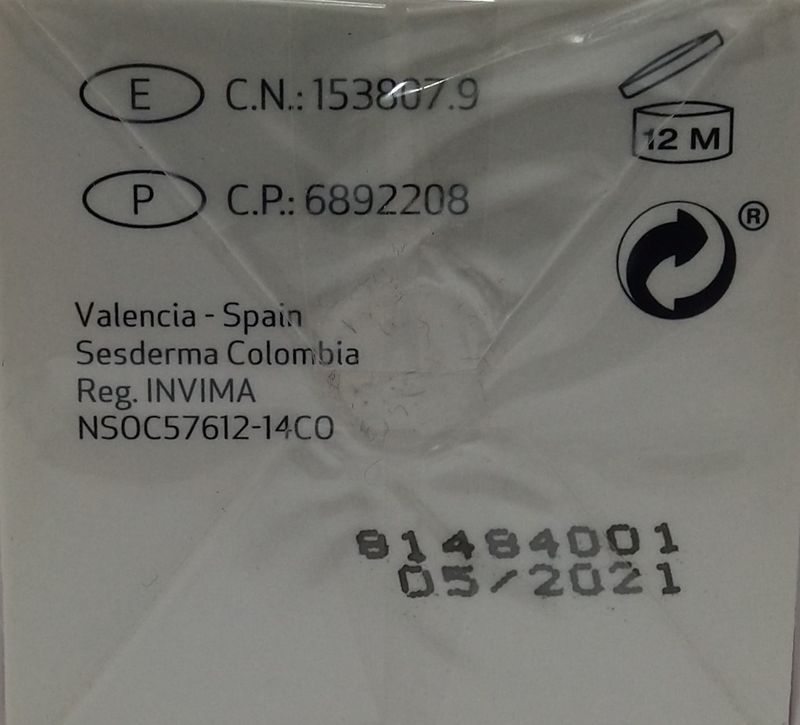 E C.N.: 153807.9
12 M
P C.P.: 6892208
®
Valencia - Spain
Sesderma Colombia
Reg. INVIMA
NSOC57612-14CO
81484001
05/2021